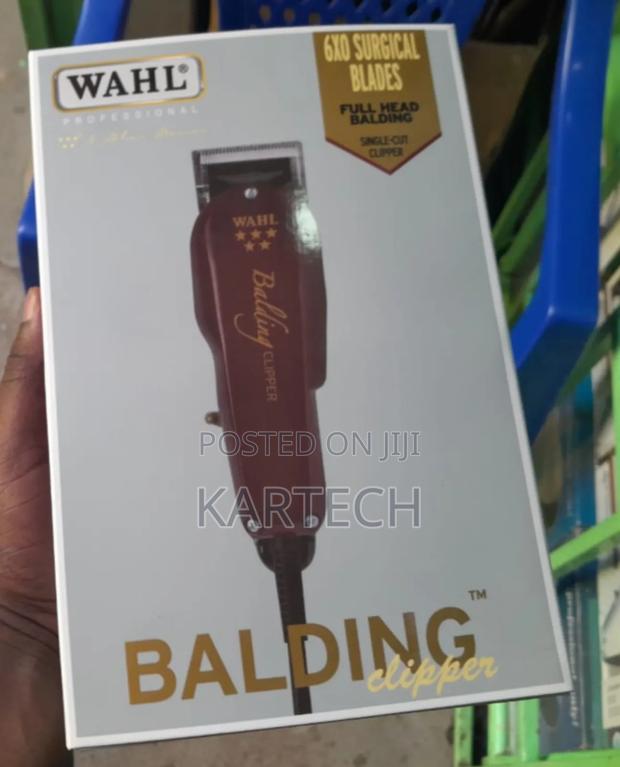 WAHL®
PROFESSIONAL
6X0 SURGICAL
BLADES
FULL HEAD
BALDING
SINGLE-CUT
CLIPPER
WAHL
Balding CLIPPER
POSTED ON JIJI
KARTECH
BALDING™
clipper